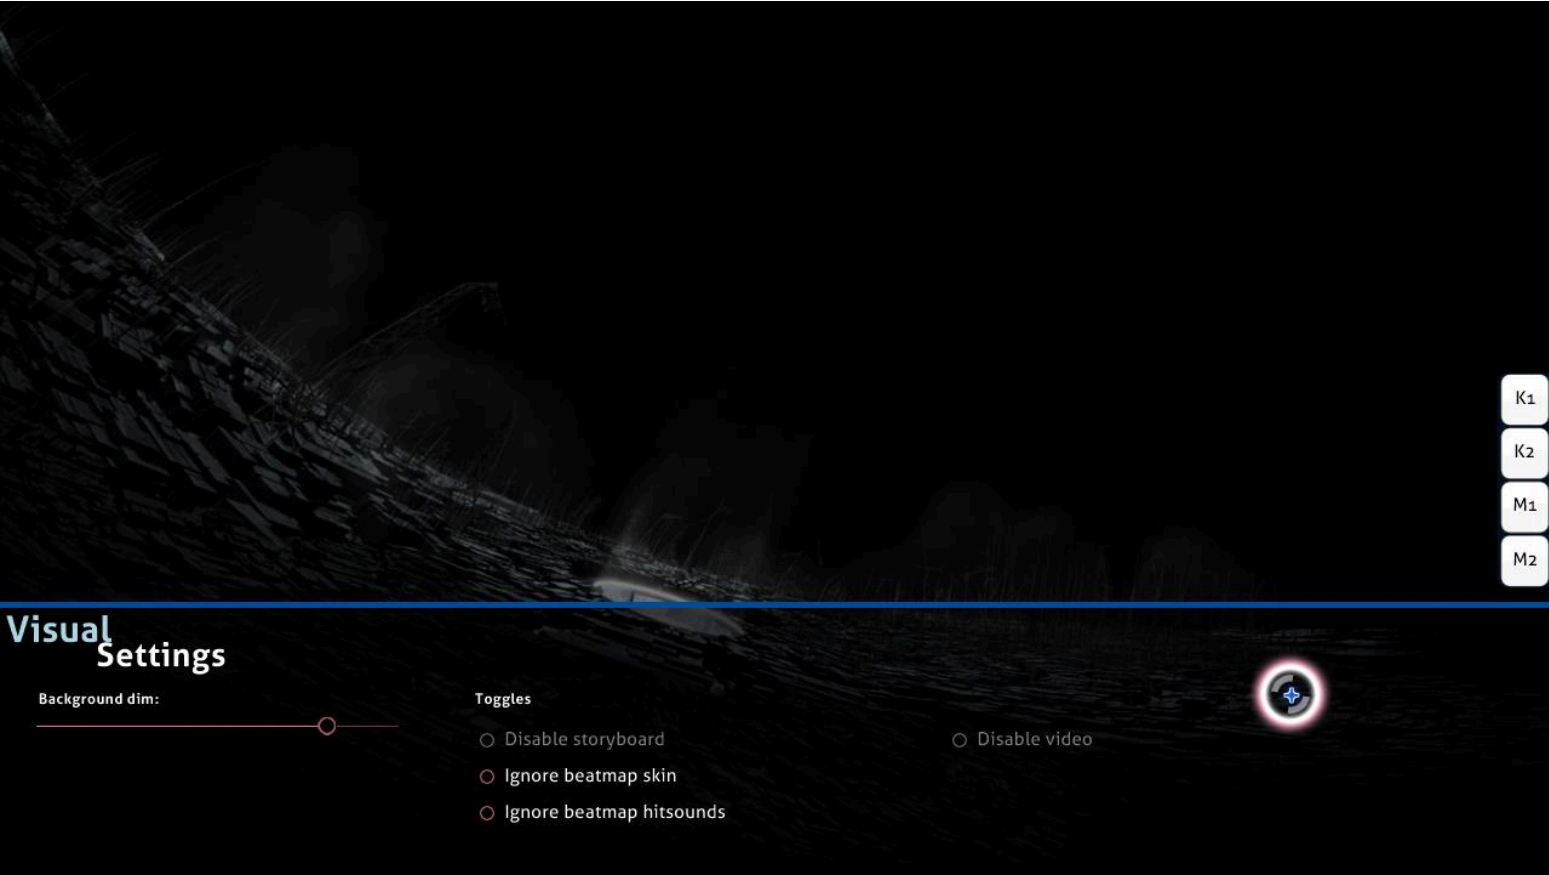 K1
K2
M1
M2
Visual
Settings
Background dim:
Toggles
Disable storyboard
Disable video
Ignore beatmap skin
Ignore beatmap hitsounds